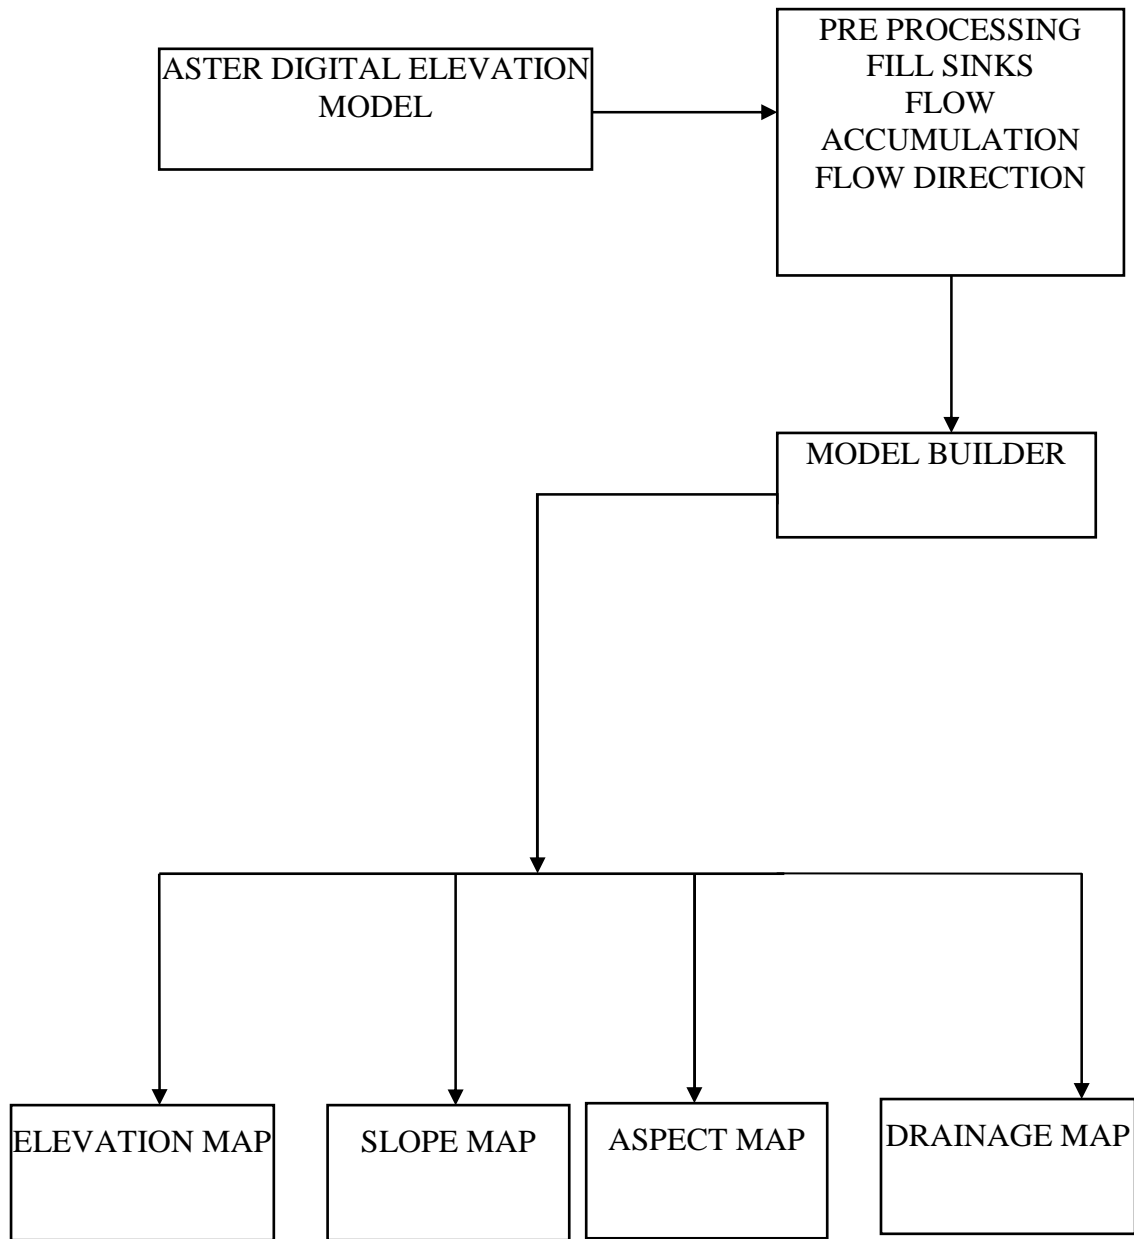 ASTER DIGITAL ELEVATION
MODEL
PRE PROCESSING
FILL SINKS
FLOW
ACCUMULATION
FLOW DIRECTION
MODEL BUILDER
ELEVATION MAP
SLOPE MAP
ASPECT MAP
DRAINAGE MAP